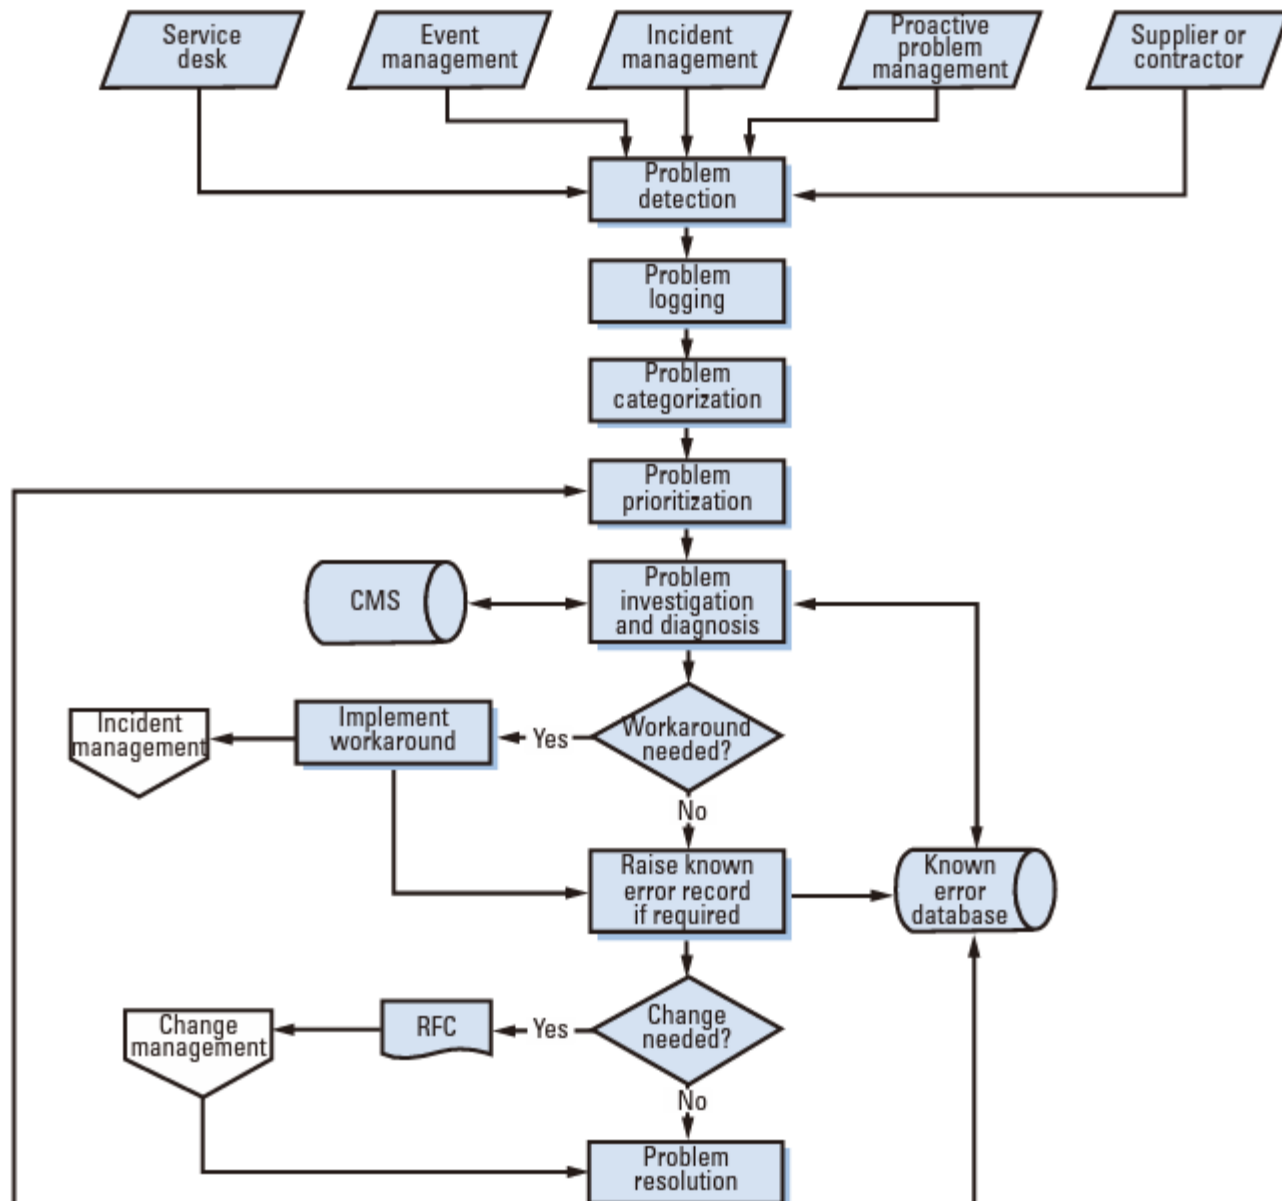 Service
desk
Event
management
Incident
management
Proactive
problem
management
Supplier or
contractor
Problem
detection
Problem
logging
Problem
categorization
Problem
prioritization
CMS
Problem
investigation
and diagnosis
Incident
management
Implement
workaround
Yes
Workaround
needed?
No
Raise known
error record
if required
Known
error
database
Change
management
RFC
Yes
Change
needed?
No
Problem
resolution